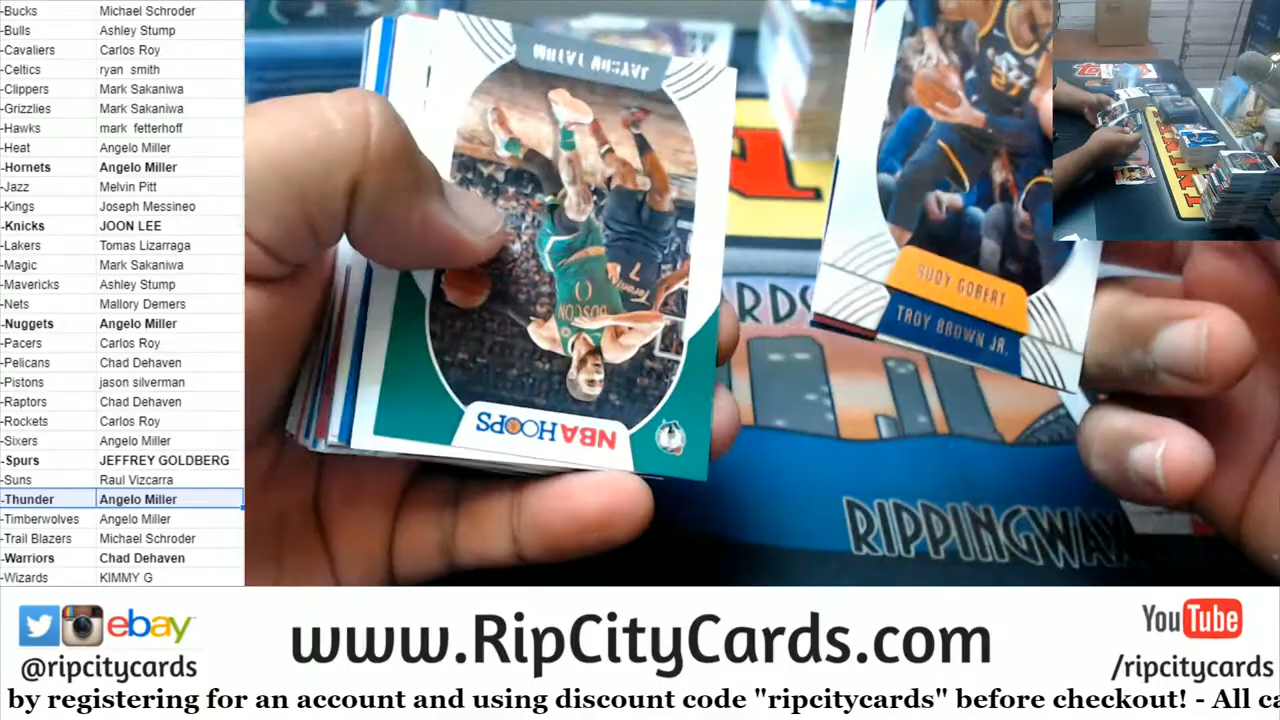 -Bucks Michael Schroder
-Bulls Ashley Stump
-Cavaliers Carlos Roy
-Celtics ryan smith
-Clippers Mark Sakaniwa
-Grizzlies Mark Sakaniwa
-Hawks mark fetterhoff
-Heat Angelo Miller
-Hornets Angelo Miller
-Jazz Melvin Pitt
-Kings Joseph Messineo
-Knicks JOON LEE
-Lakers Tomas Lizarraga
-Magic Mark Sakaniwa
-Mavericks Ashley Stump
-Nets Mallory Demers
-Nuggets Angelo Miller
-Pacers Carlos Roy
-Pelicans Chad Dehaven
-Pistons jason silverman
-Raptors Chad Dehaven
-Rockets Carlos Roy
-Sixers Angelo Miller
-Spurs JEFFREY GOLDBERG
-Suns Raul Vizcarra
-Thunder Angelo Miller
-Timberwolves Angelo Miller
-Trail Blazers Michael Schroder
-Warriors Chad Dehaven
-Wizards KIMMY G
NBA HOOPS
BOSTON
0
7
RUDY GOBERT
TROY BROWN JR.
27
RDS
RIPPINGWAX
ebay
@ripcitycards
www.RipCityCards.com
YouTube
/ripcitycards
by registering for an account and using discount code "ripcitycards" before checkout! - All ca